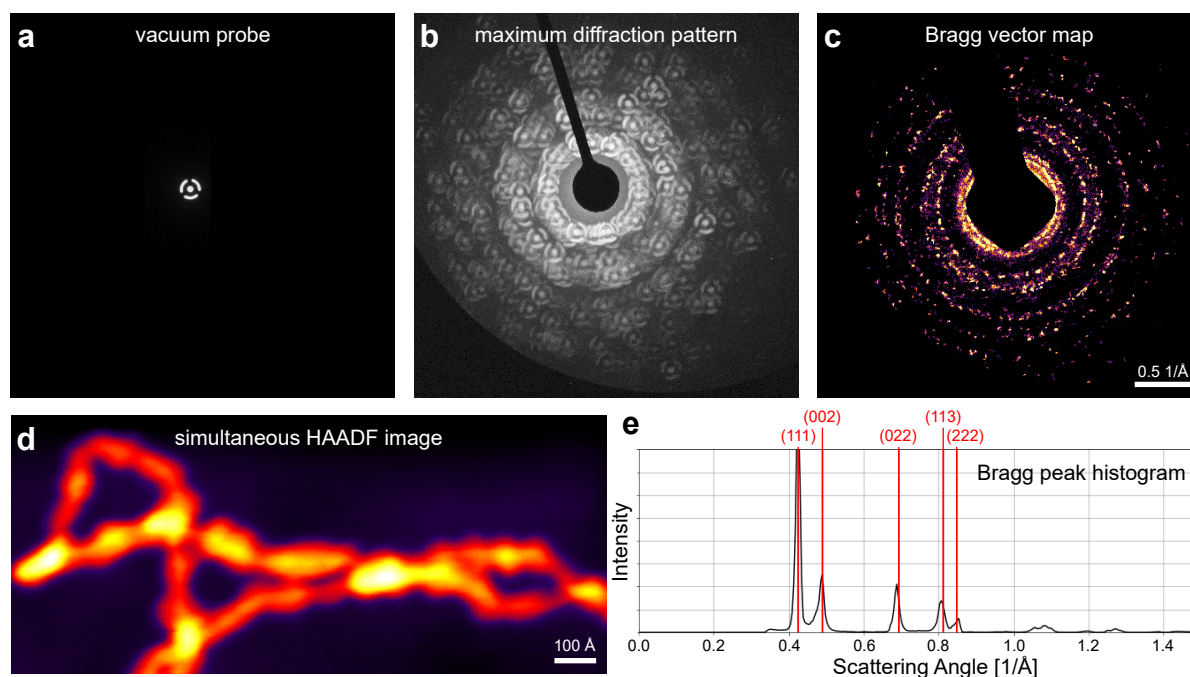 a
vacuum probe
b
maximum diffraction pattern
c
Bragg vector map
0.5 1/Å
d
simultaneous HAADF image
100 Å
e
(002)
(113)
(111)
(022)
(222)
Bragg peak histogram
Intensity
0.0 0.2 0.4 0.6 0.8 1.0 1.2 1.4
Scattering Angle [1/Å]